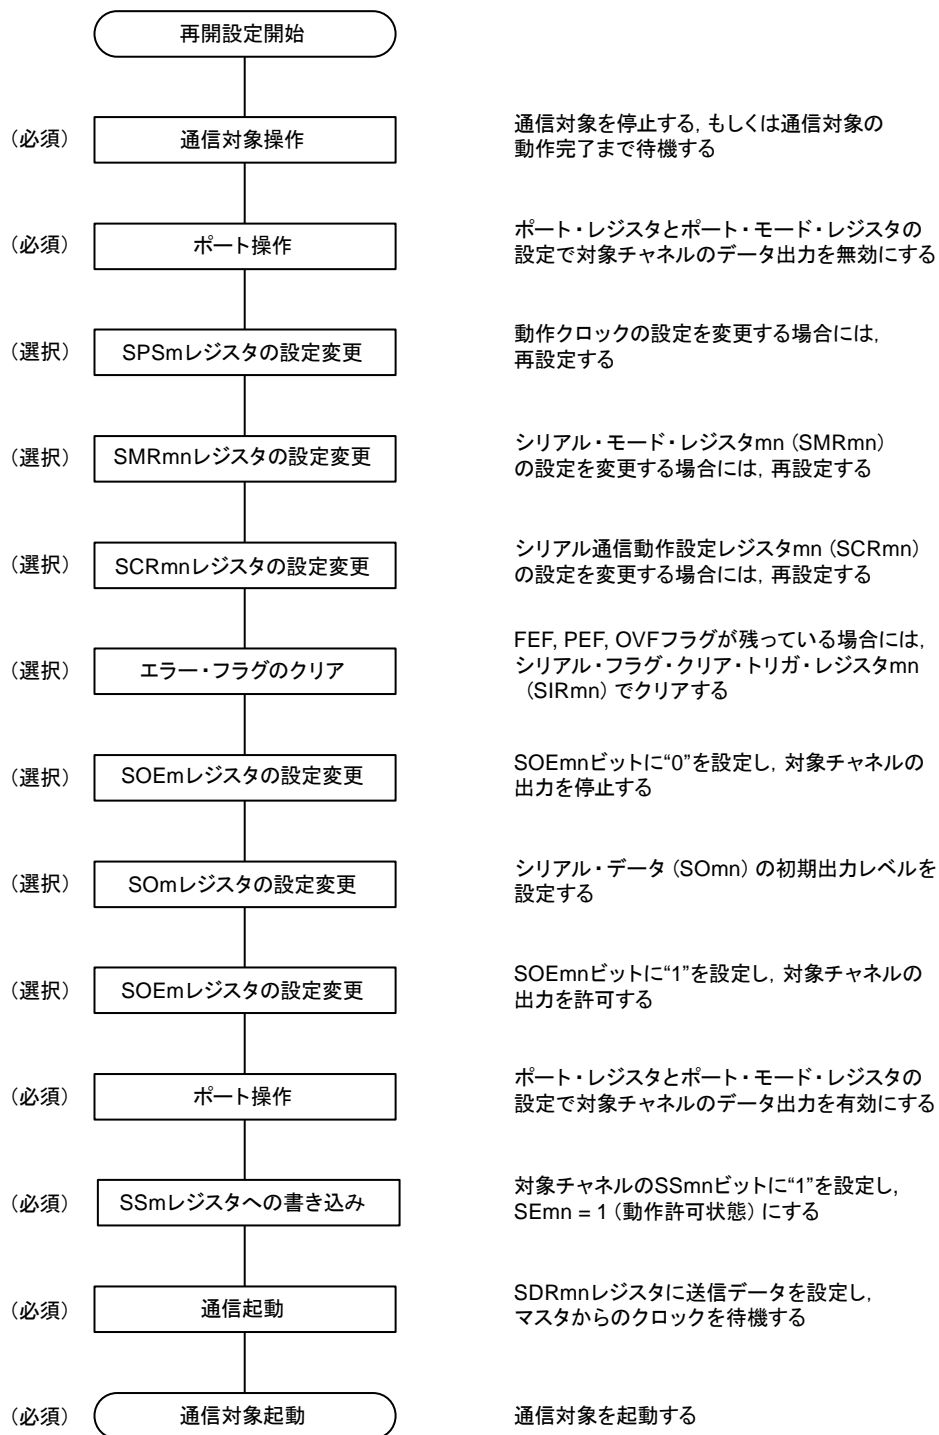 再開設定開始
（必須）
通信対象操作
通信対象を停止する，もしくは通信対象の
動作完了まで待機する
（必須）
ポート操作
ポート・レジスタとポート・モード・レジスタの
設定で対象チャネルのデータ出力を無効にする
（選択）
SPSmレジスタの設定変更
動作クロックの設定を変更する場合には，
再設定する
（選択）
SMRmnレジスタの設定変更
シリアル・モード・レジスタmn（SMRmn）
の設定を変更する場合には，再設定する
（選択）
SCRmnレジスタの設定変更
シリアル通信動作設定レジスタmn（SCRmn）
の設定を変更する場合には，再設定する
（選択）
エラー・フラグのクリア
FEF, PEF, OVFフラグが残っている場合には，
シリアル・フラグ・クリア・トリガ・レジスタmn
（SIRmn）でクリアする
（選択）
SOEmレジスタの設定変更
SOEmnビットに“0”を設定し，対象チャネルの
出力を停止する
（選択）
SOmレジスタの設定変更
シリアル・データ（SOmn）の初期出力レベルを
設定する
（選択）
SOEmレジスタの設定変更
SOEmnビットに“1”を設定し，対象チャネルの
出力を許可する
（必須）
ポート操作
ポート・レジスタとポート・モード・レジスタの
設定で対象チャネルのデータ出力を有効にする
（必須）
SSmレジスタへの書き込み
対象チャネルのSSmnビットに“1”を設定し，
SEmn = 1（動作許可状態）にする
（必須）
通信起動
SDRmnレジスタに送信データを設定し，
マスタからのクロックを待機する
（必須）
通信対象起動
通信対象を起動する